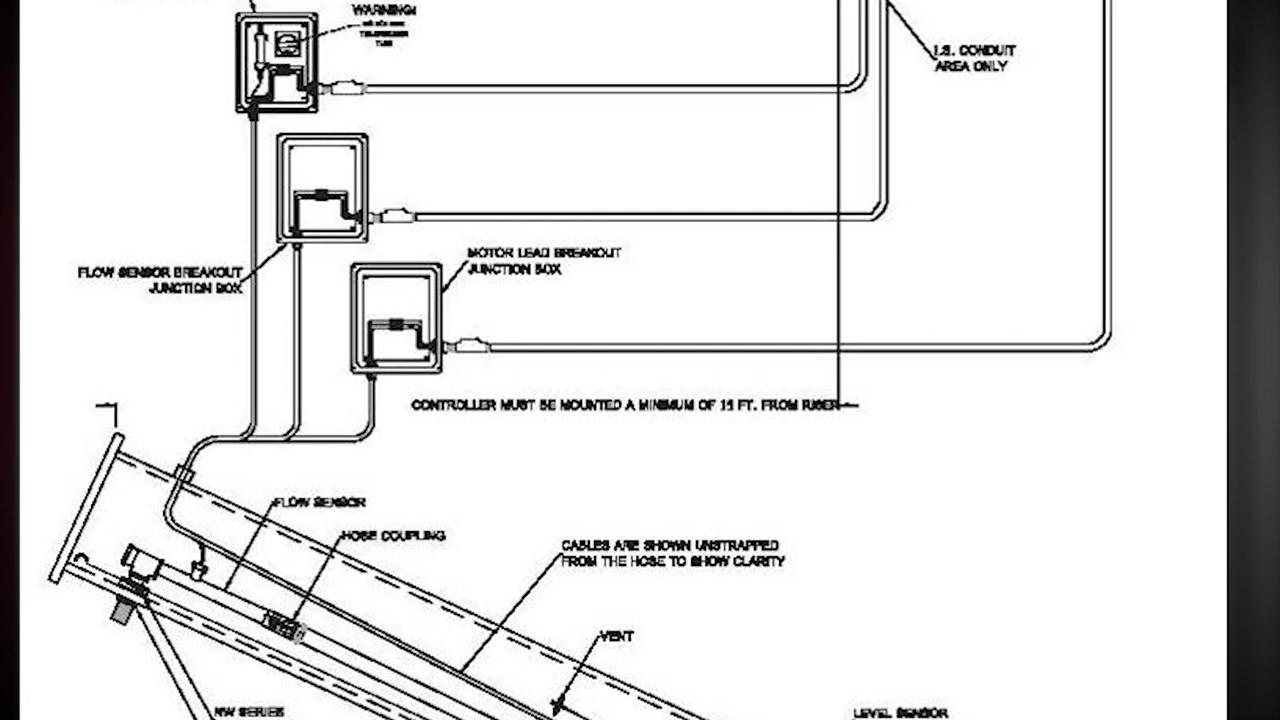 WARNING!
I.S. CONDUIT
AREA ONLY
MOTOR LEAD BREAKOUT
JUNCTION BOX
FLOW SENSOR BREAKOUT
JUNCTION BOX
CONTROLLER MUST BE MOUNTED A MINIMUM OF 15 FT. FROM RISER
FLOW SENSOR
HOSE COUPLING
CABLES ARE SHOWN UNSTRAPPED
FROM THE HOSE TO SHOW CLARITY
VENT
SERIES
LEVEL SENSOR